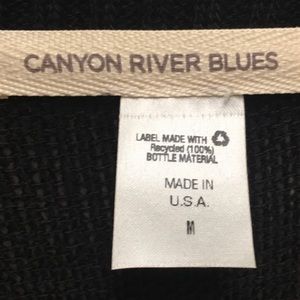 CANYON RIVER BLUES
LABEL MADE WITH
Recycled (100%)
BOTTLE MATERIAL
MADE IN
U.S.A.
M